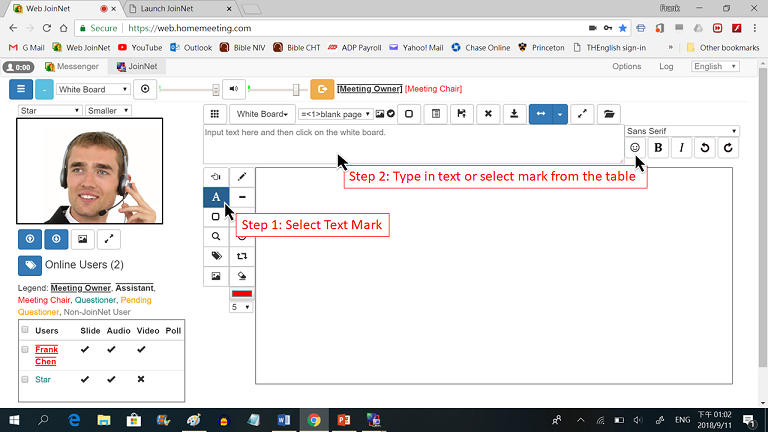 Web JoinNet
Launch JoinNet
Frank
Secure
https://web.homemeeting.com
G Mail
Web JoinNet
YouTube
Outlook
Bible NIV
Bible CHT
ADP Payroll
Yahoo! Mail
Chase Online
Princeton
THEnglish sign-in
»
Other bookmarks
0:00
Messenger
JoinNet
Options
Log
English
White Board
[Meeting Owner] [Meeting Chair]
Star
Smaller
White Board
=<1>blank page
Input text here and then click on the white board.
Sans Serif
B
I
Step 2: Type in text or select mark from the table
A
Step 1: Select Text Mark
Online Users (2)
Legend: Meeting Owner, Assistant,
Meeting Chair, Questioner, Pending
Questioner, Non-JoinNet User
5
Users Slide Audio Video Poll
Frank
Chen
Star
ENG
下午 01:02
2018/9/11